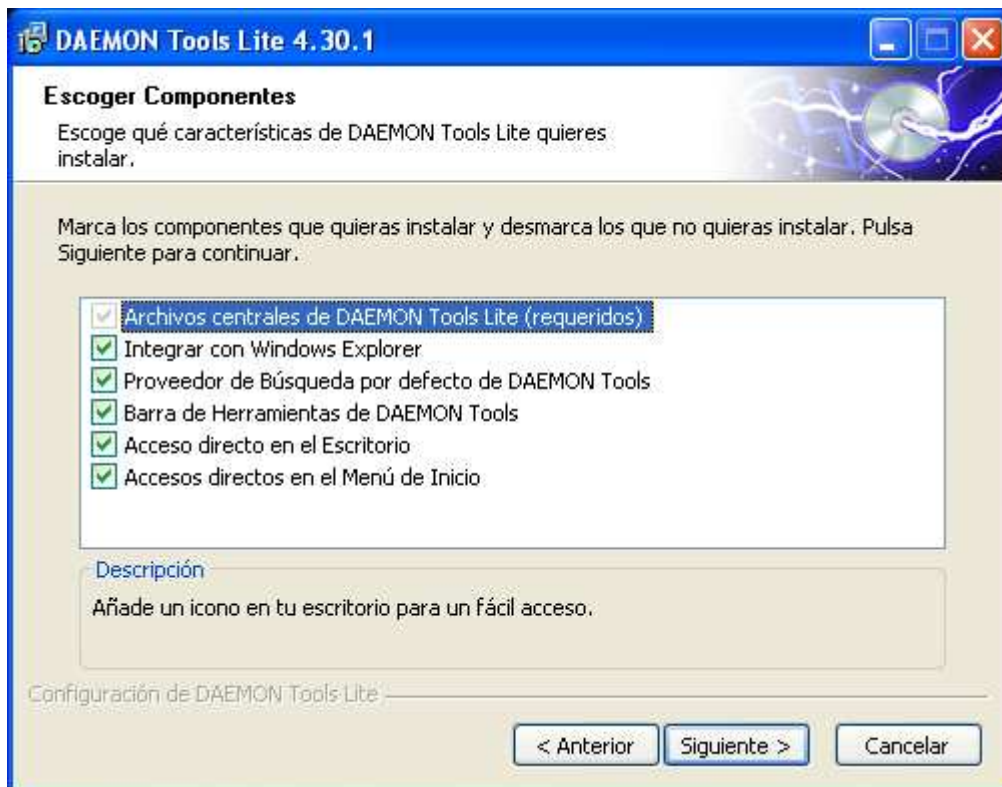 DAEMON Tools Lite 4.30.1
Escoger Componentes
Escoge qué características de DAEMON Tools Lite quieres
instalar.
Marca los componentes que quieras instalar y desmarca los que no quieras instalar. Pulsa
Siguiente para continuar.
Archivos centrales de DAEMON Tools Lite (requeridos)
Integrar con Windows Explorer
Proveedor de Búsqueda por defecto de DAEMON Tools
Barra de Herramientas de DAEMON Tools
Acceso directo en el Escritorio
Accesos directos en el Menú de Inicio
Descripción
Añade un icono en tu escritorio para un fácil acceso.
Configuración de DAEMON Tools Lite
< Anterior
Siguiente >
Cancelar